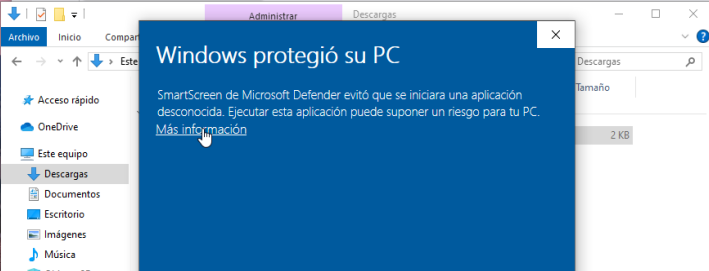 Administrar
Descargas
Archivo
Inicio
Compart
Este
Descargas
Tamaño
Windows protegió su PC
SmartScreen de Microsoft Defender evitó que se iniciara una aplicación
desconocida. Ejecutar esta aplicación puede suponer un riesgo para tu PC.
Más información
Acceso rápido
OneDrive
Este equipo
2 KB
Descargas
Documentos
Escritorio
Imágenes
Música